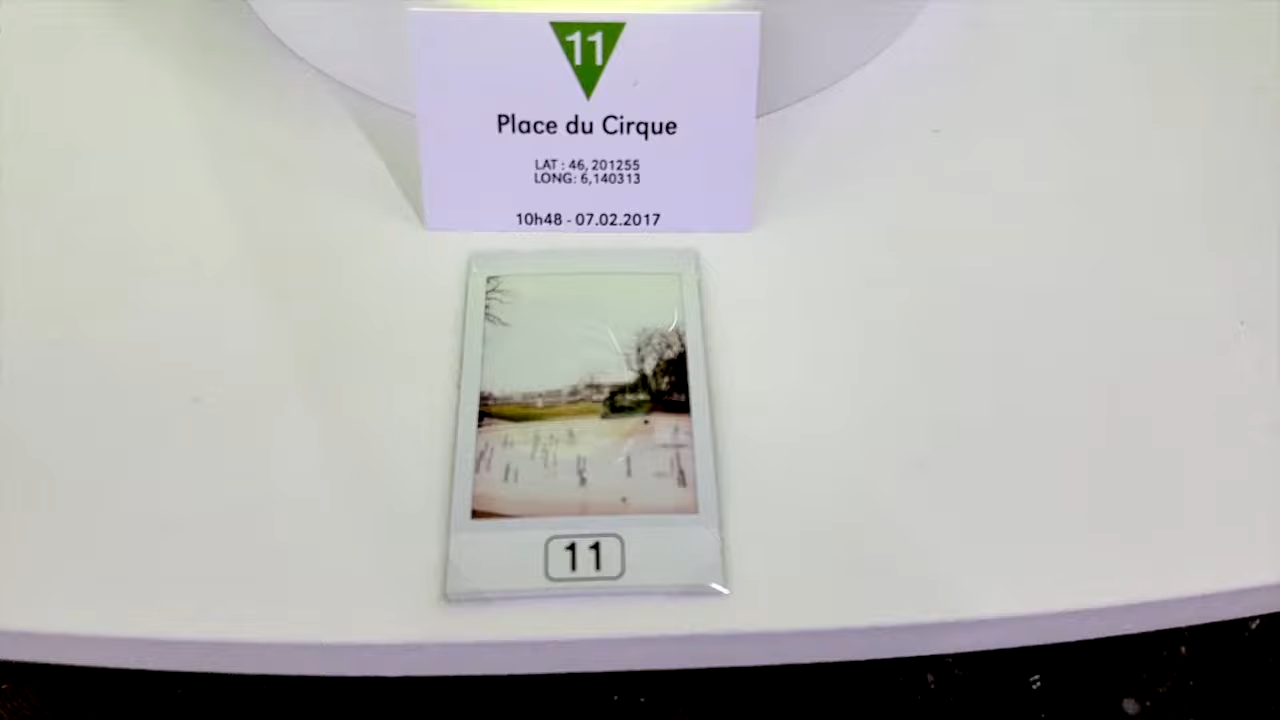 11
Place du Cirque
LAT : 46, 201255
LONG: 6,140313
10h48 - 07.02.2017
11